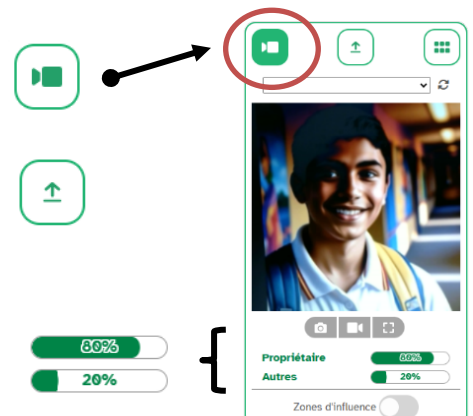 80%
20%
Propriétaire 80%
Autres 20%
Zones d'influence